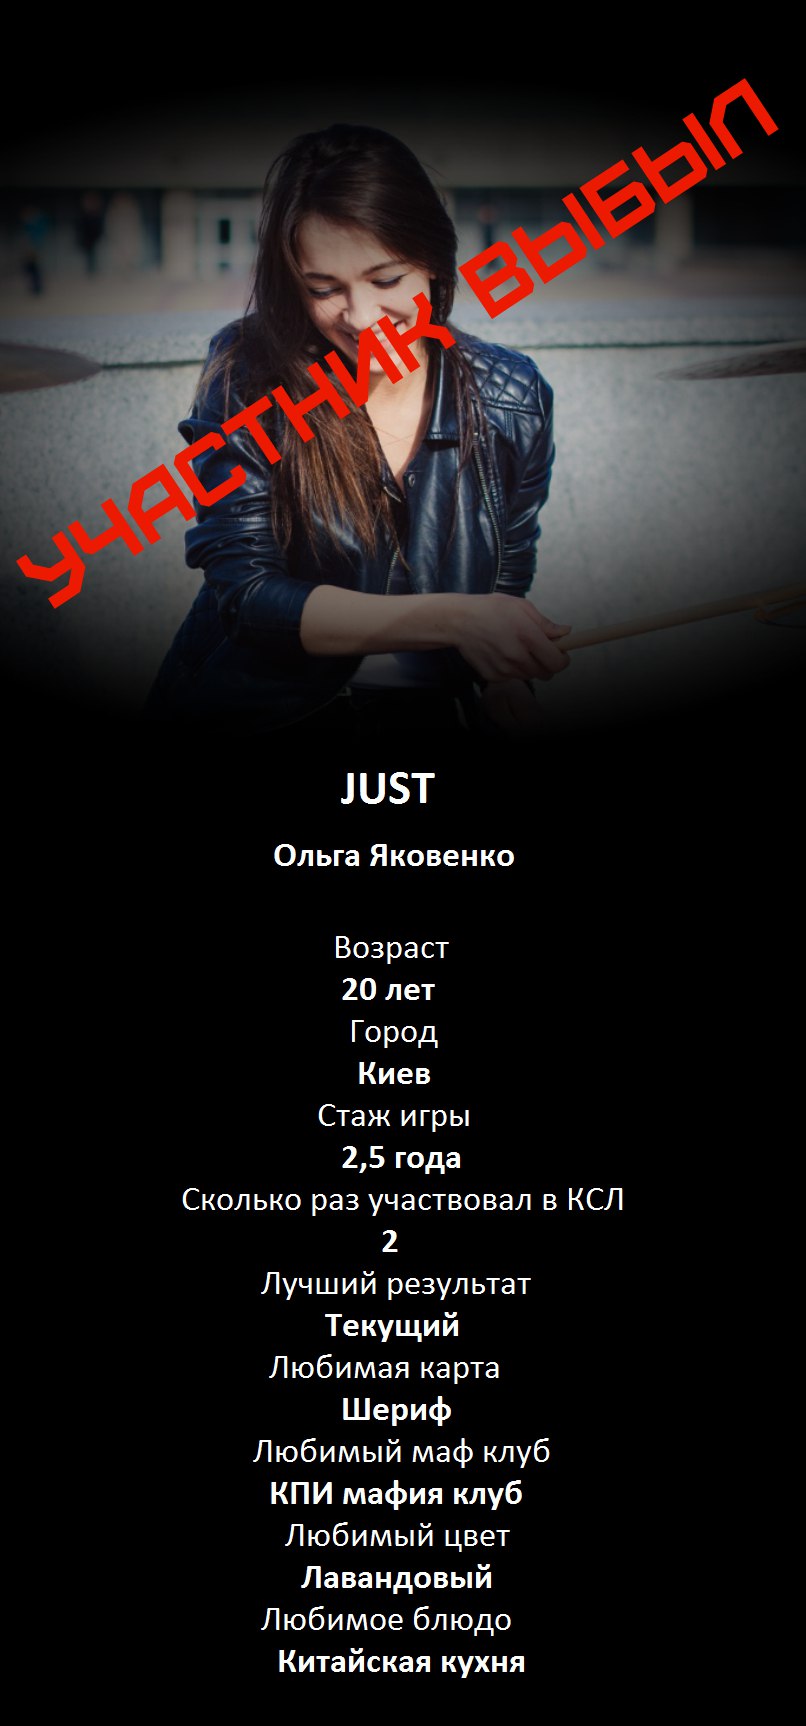 УЧАСТНИК ВЫБЫЛ
JUST
Ольга Яковенко
Возраст
20 лет
Город
Киев
Стаж игры
2,5 года
Сколько раз участвовал в КСЛ
2
Лучший результат
Текущий
Любимая карта
Шериф
Любимый маф клуб
КПИ мафия клуб
Любимый цвет
Лавандовый
Любимое блюдо
Китайская кухня